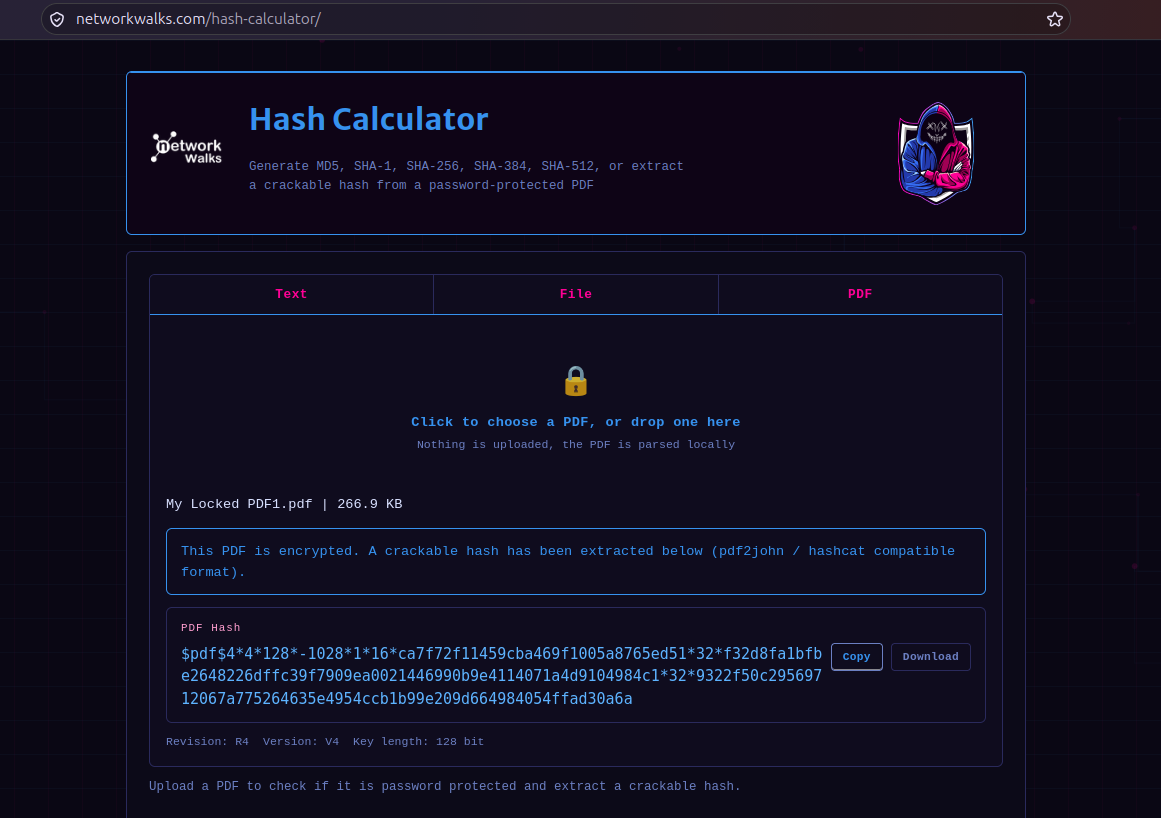 networkwalks.com/hash-calculator/
network
Walks
Hash Calculator
Generate MD5, SHA-1, SHA-256, SHA-384, SHA-512, or extract
a crackable hash from a password-protected PDF
Text File PDF
Click to choose a PDF, or drop one here
Nothing is uploaded, the PDF is parsed locally
My Locked PDF1.pdf | 266.9 KB
This PDF is encrypted. A crackable hash has been extracted below (pdf2john / hashcat compatible
format).
PDF Hash
$pdf$4*4*128*-1028*1*16*ca7f72f11459cba469f1005a8765ed51*32*f32d8fa1bfb
e2648226dffc39f7909ea0021446990b9e4114071a4d9104984c1*32*9322f50c295697
12067a775264635e4954ccb1b99e209d664984054ffad30a6a
Copy Download
Revision: R4 Version: V4 Key length: 128 bit
Upload a PDF to check if it is password protected and extract a crackable hash.